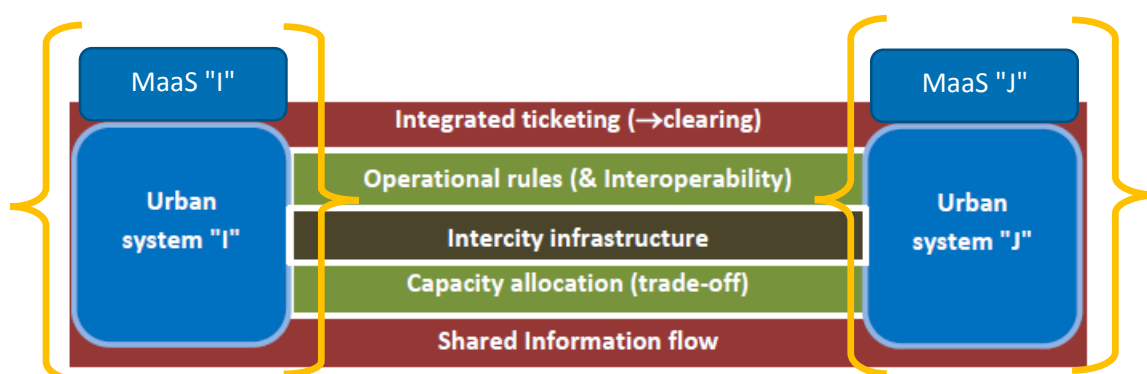 MaaS "I"
MaaS "J"
Integrated ticketing (→clearing)
Operational rules (& Interoperability)
Urban
system "I"
Intercity infrastructure
Urban
system "J"
Capacity allocation (trade-off)
Shared Information flow